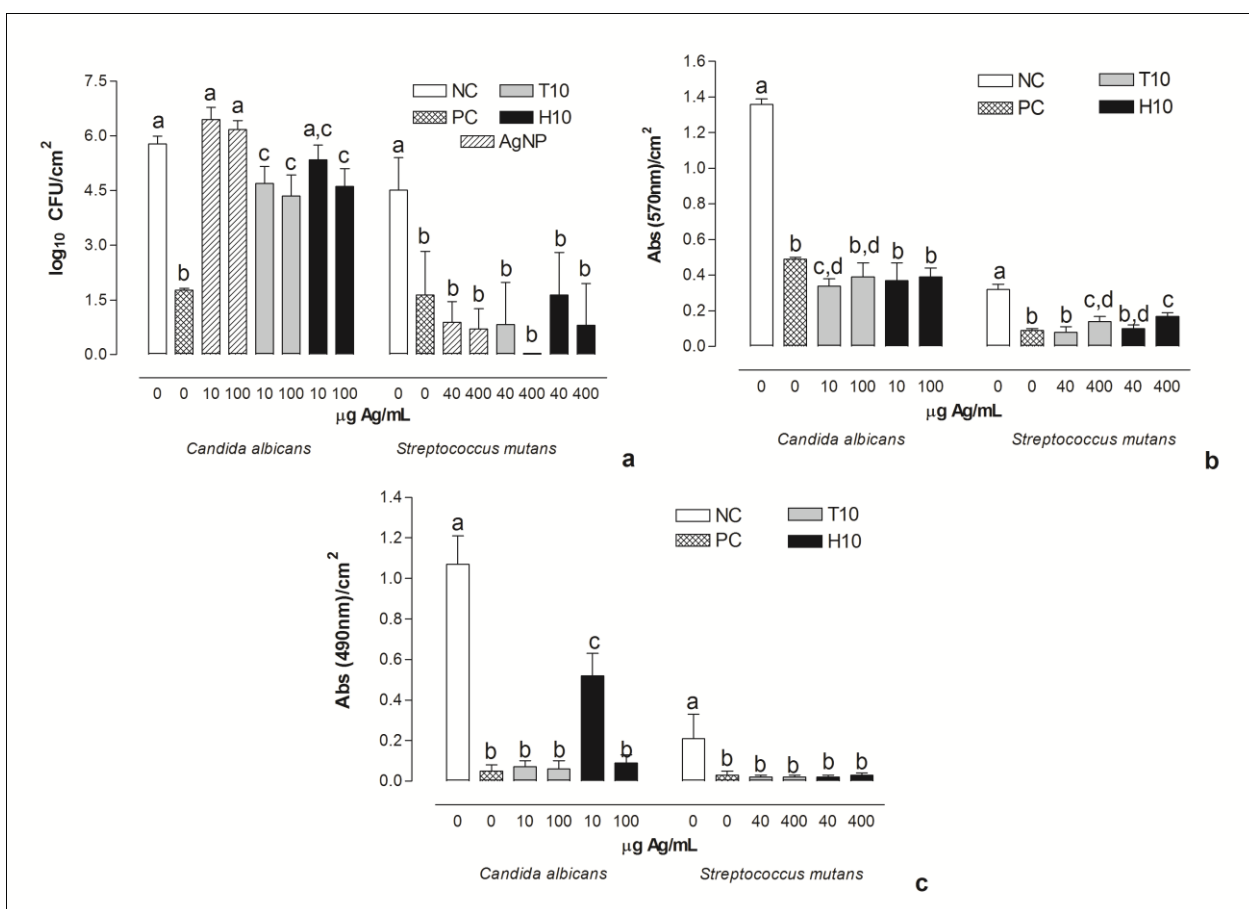 7.5
6.0
4.5
3.0
1.5
0.0
log10 CFU/cm2
NC
T10
PC
H10
AgNP
a
b
a
a
c
c
a,c
c
a
b
b
b
b
b
b
b
0 0 10 100 10 100 10 100 0 0 40 400 40 400 40 400
μg Ag/mL
Candida albicans
Streptococcus mutans
a
1.6
1.4
1.2
1.0
0.8
0.6
0.4
0.2
0.0
Abs (570nm)/cm2
NC
T10
PC
H10
a
b
c,d
b,d
b
b
a
b
b
c,d
b,d
c
0 0 10 100 10 100 0 0 40 400 40 400
μg Ag/mL
Candida albicans
Streptococcus mutans
b
1.4
1.2
1.0
0.8
0.6
0.4
0.2
0.0
Abs (490nm)/cm2
NC
T10
PC
H10
a
b
b
b
c
b
a
b
b
b
b
b
0 0 10 100 10 100 0 0 40 400 40 400
μg Ag/mL
Candida albicans
Streptococcus mutans
c